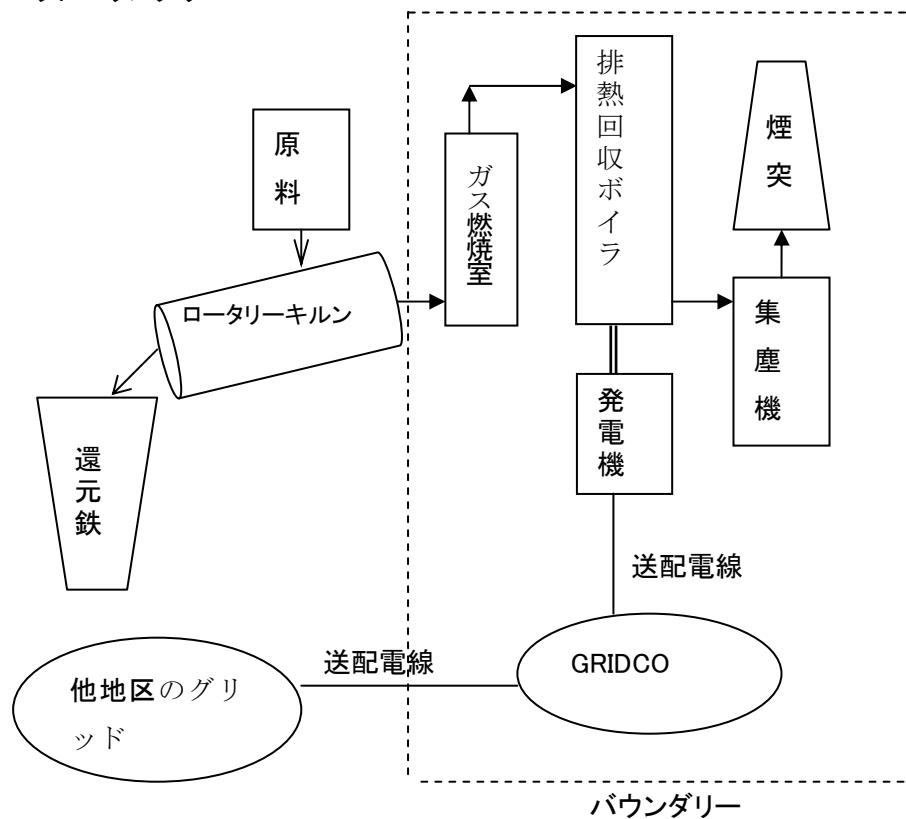 原
料
ロータリーキルン
還
元
鉄
ガス燃焼室
排熱回収ボイラ
煙
突
集
塵
機
発
電
機
送配電線
GRIDCO
送配電線
他地区のグリ
ッド
バウンダリー